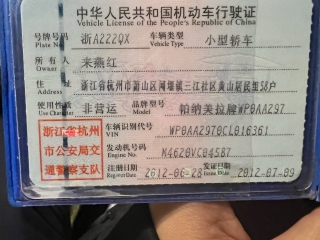 中华人民共和国机动车行驶证
Vehicle License of the People's Republic of China
号牌号码 浙A222QX 车辆类型 小型轿车
Plate No. Vehicle Type
所有人 来燕红
Owner
住址 浙江省杭州市萧山区河堰镇三江社区黄山居民组58户
使用性质 非营运 品牌型号 帕纳美拉牌WP0AA297
浙江省杭州
市公安局交
通警察支队
车辆识别代号 WP0AA2970CL016361
VIN
发动机号码 M4620VC04587
Engine No.
注册日期 2012-06-28 发证日期 2012-07-09
Register Date Issue Date